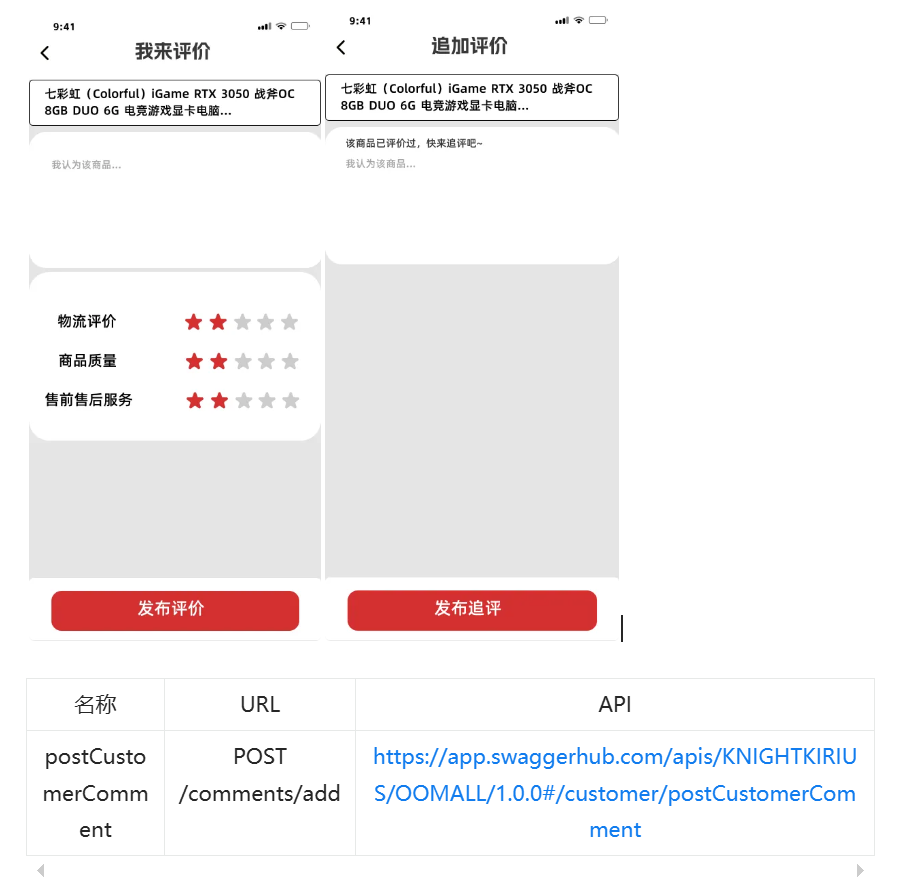 9:41
我来评价
七彩虹（Colorful）iGame RTX 3050 战斧OC
8GB DUO 6G 电竞游戏显卡电脑...
我认为该商品...
物流评价
商品质量
售前售后服务
发布评价
9:41
追加评价
七彩虹（Colorful）iGame RTX 3050 战斧OC
8GB DUO 6G 电竞游戏显卡电脑...
该商品已评价过，快来追评吧~
我认为该商品...
发布追评
名称
URL
API
postCusto
merComm
ent
POST
/comments/add
https://app.swaggerhub.com/apis/KNIGHTKIRIU
S/OOMALL/1.0.0#/customer/postCustomerCom
ment